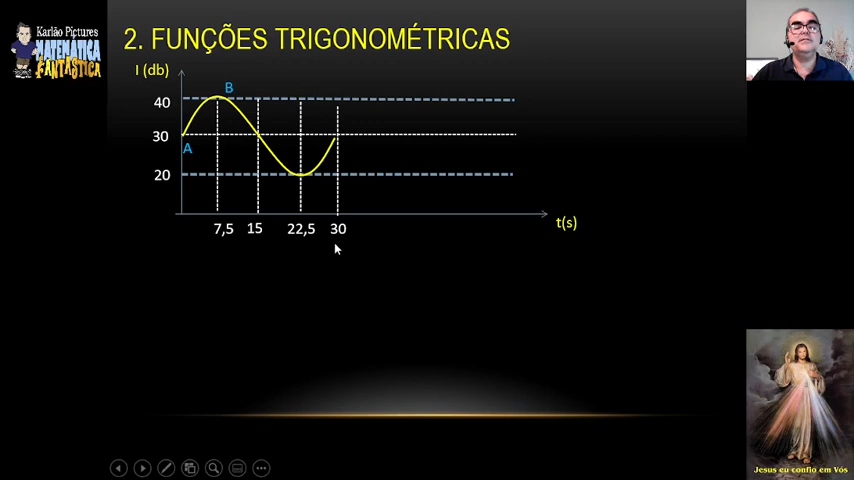 Karlão Pictures
MATEMÁTICA
FANTÁSTICA
2. FUNÇÕES TRIGONOMÉTRICAS
I (db)
B
40
30
A
20
7,5 15 22,5 30
t(s)
Jesus eu confio em Vós